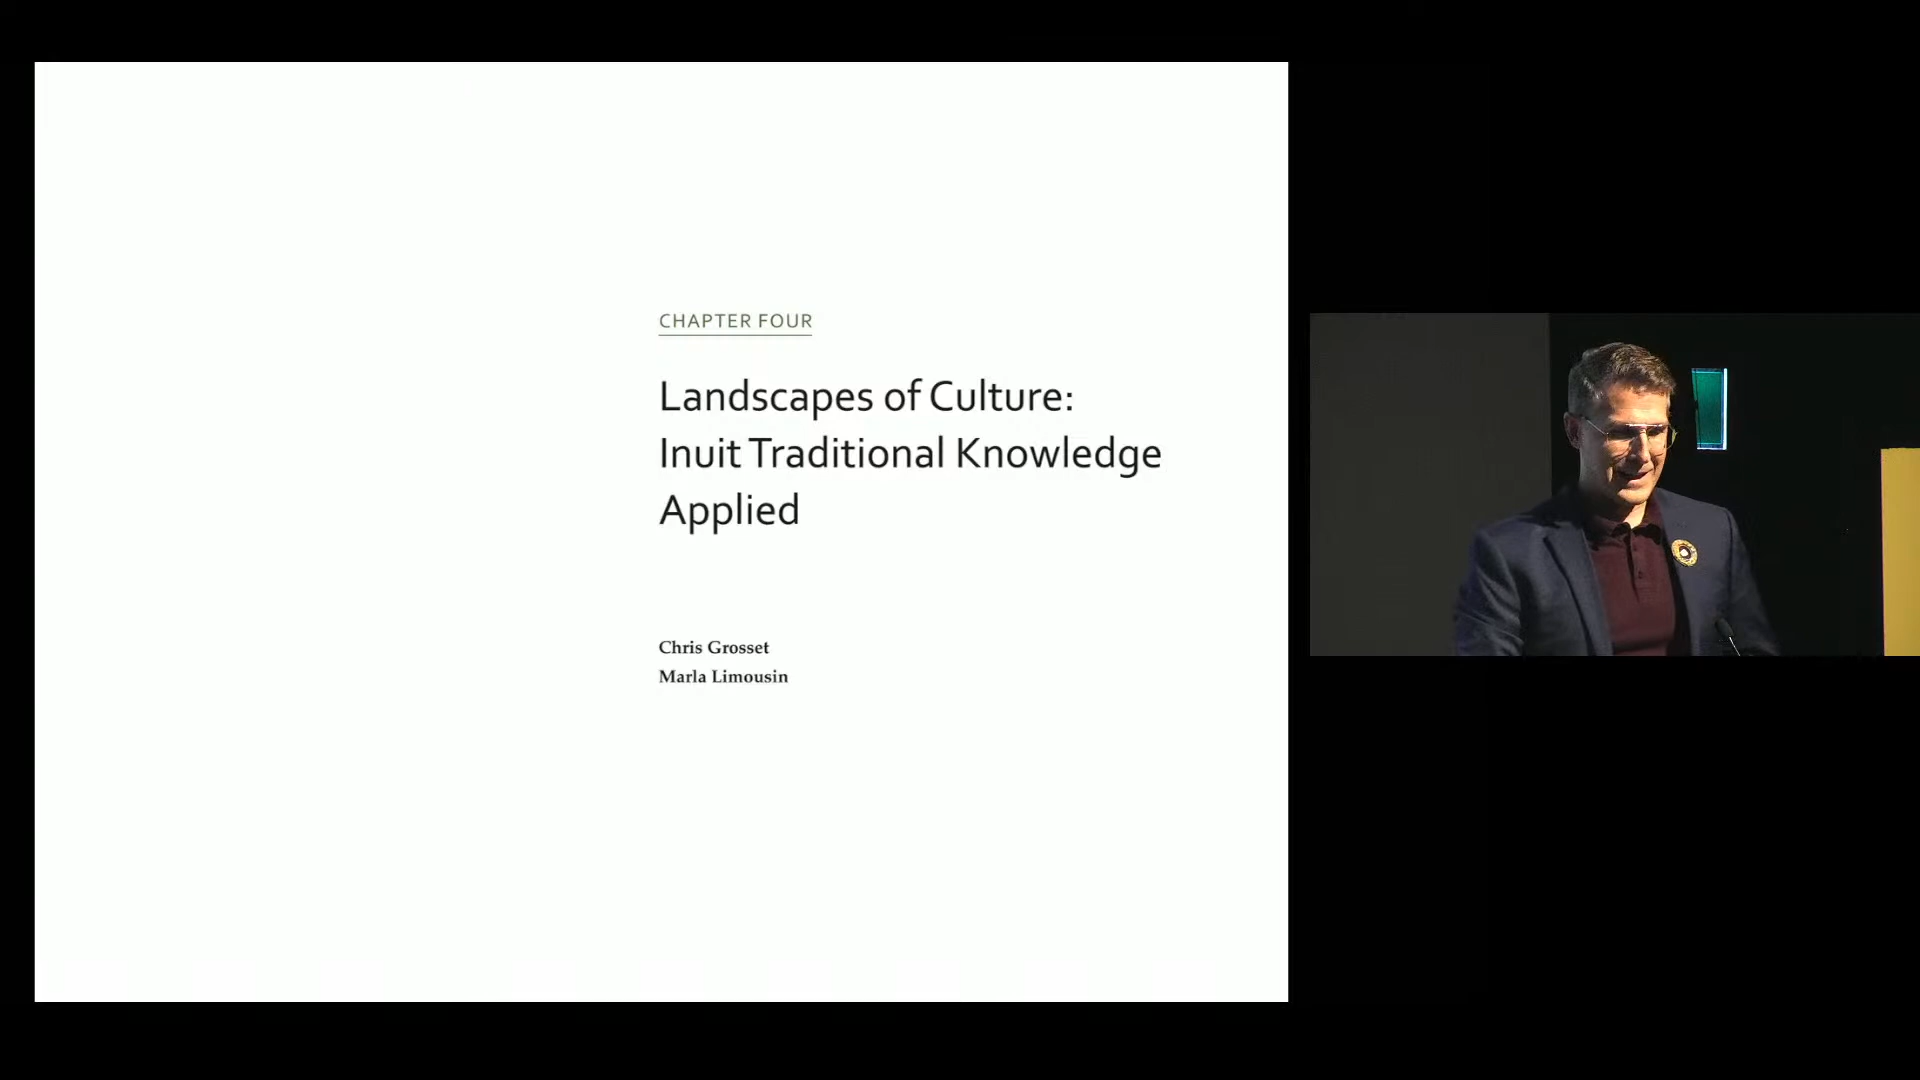 CHAPTER FOUR
Landscapes of Culture:
Inuit Traditional Knowledge
Applied
Chris Grosset
Marla Limousin